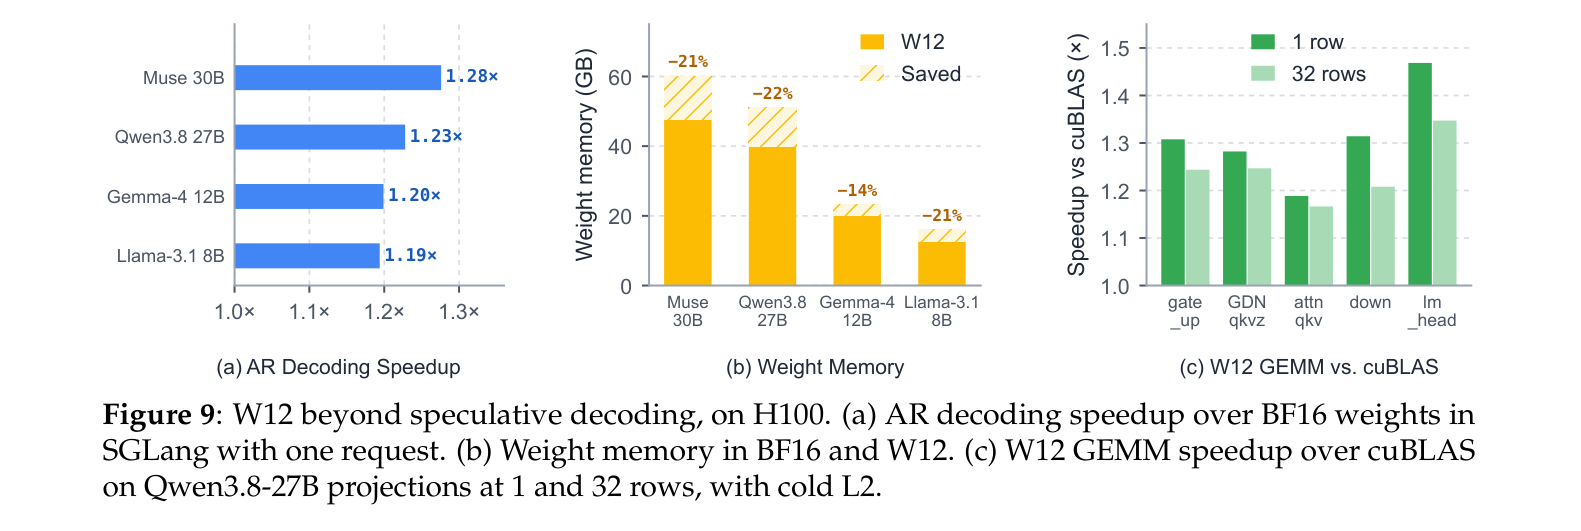 Muse 30B
1.28×
Qwen3.8 27B
1.23×
Gemma-4 12B
1.20×
Llama-3.1 8B
1.19×
1.0×
1.1×
1.2×
1.3×
(a) AR Decoding Speedup
Weight memory (GB)
60
40
20
0
W12
Saved
−21%
−22%
−14%
−21%
Muse
30B
Qwen3.8
27B
Gemma-4
12B
Llama-3.1
8B
(b) Weight Memory
Speedup vs cuBLAS (×)
1.5
1.4
1.3
1.2
1.1
1.0
1 row
32 rows
gate
_up
GDN
qkvz
attn
qkv
down
lm
_head
(c) W12 GEMM vs. cuBLAS
Figure 9: W12 beyond speculative decoding, on H100. (a) AR decoding speedup over BF16 weights in
SGLang with one request. (b) Weight memory in BF16 and W12. (c) W12 GEMM speedup over cuBLAS
on Qwen3.8-27B projections at 1 and 32 rows, with cold L2.